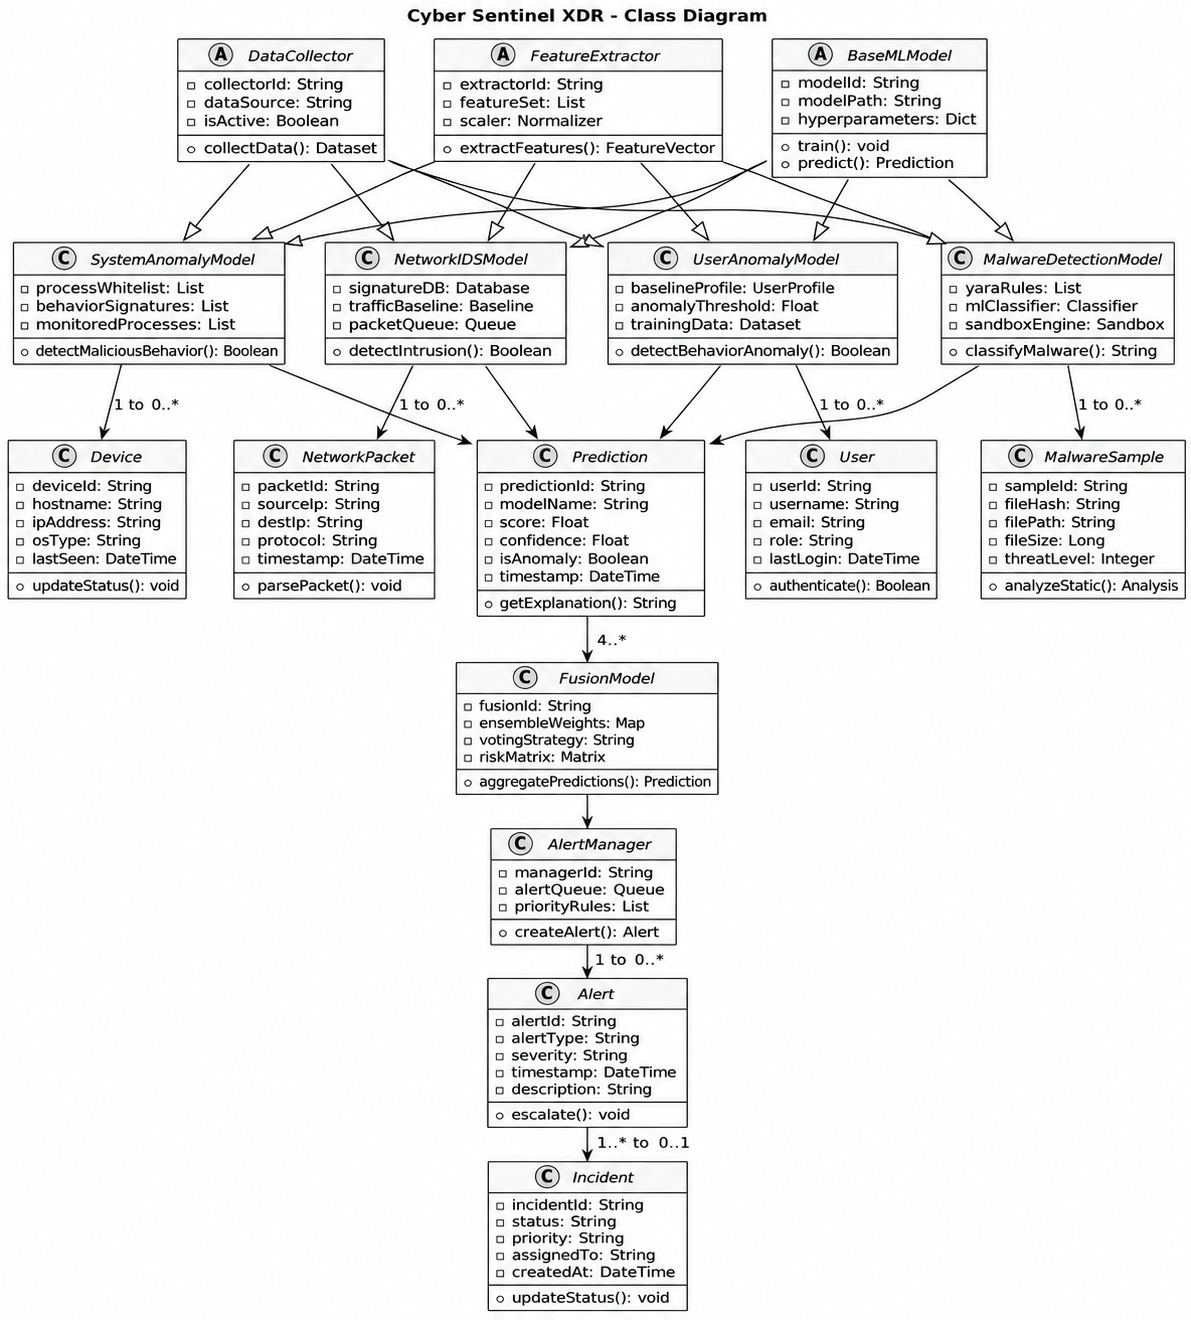 Cyber Sentinel XDR - Class Diagram
A DataCollector
collectorId: String
dataSource: String
isActive: Boolean
collectData(): Dataset
A FeatureExtractor
extractorId: String
featureSet: List
scaler: Normalizer
extractFeatures(): FeatureVector
A BaseMLModel
modelId: String
modelPath: String
hyperparameters: Dict
train(): void
predict(): Prediction
C SystemAnomalyModel
processWhitelist: List
behaviorSignatures: List
monitoredProcesses: List
detectMaliciousBehavior(): Boolean
C NetworkIDSModel
signatureDB: Database
trafficBaseline: Baseline
packetQueue: Queue
detectIntrusion(): Boolean
C UserAnomalyModel
baselineProfile: UserProfile
anomalyThreshold: Float
trainingData: Dataset
detectBehaviorAnomaly(): Boolean
C MalwareDetectionModel
yaraRules: List
mlClassifier: Classifier
sandboxEngine: Sandbox
classifyMalware(): String
1 to 0..*
1 to 0..*
1 to 0..*
1 to 0..*
C Device
deviceId: String
hostname: String
ipAddress: String
osType: String
lastSeen: DateTime
updateStatus(): void
C NetworkPacket
packetId: String
sourceIp: String
destIp: String
protocol: String
timestamp: DateTime
parsePacket(): void
C Prediction
predictionId: String
modelName: String
score: Float
confidence: Float
isAnomaly: Boolean
timestamp: DateTime
getExplanation(): String
C User
userId: String
username: String
email: String
role: String
lastLogin: DateTime
authenticate(): Boolean
C MalwareSample
sampleId: String
fileHash: String
filePath: String
fileSize: Long
threatLevel: Integer
analyzeStatic(): Analysis
4..*
C FusionModel
fusionId: String
ensembleWeights: Map
votingStrategy: String
riskMatrix: Matrix
aggregatePredictions(): Prediction
C AlertManager
managerId: String
alertQueue: Queue
priorityRules: List
createAlert(): Alert
1 to 0..*
C Alert
alertId: String
alertType: String
severity: String
timestamp: DateTime
description: String
escalate(): void
1..* to 0..1
C Incident
incidentId: String
status: String
priority: String
assignedTo: String
createdAt: DateTime
updateStatus(): void